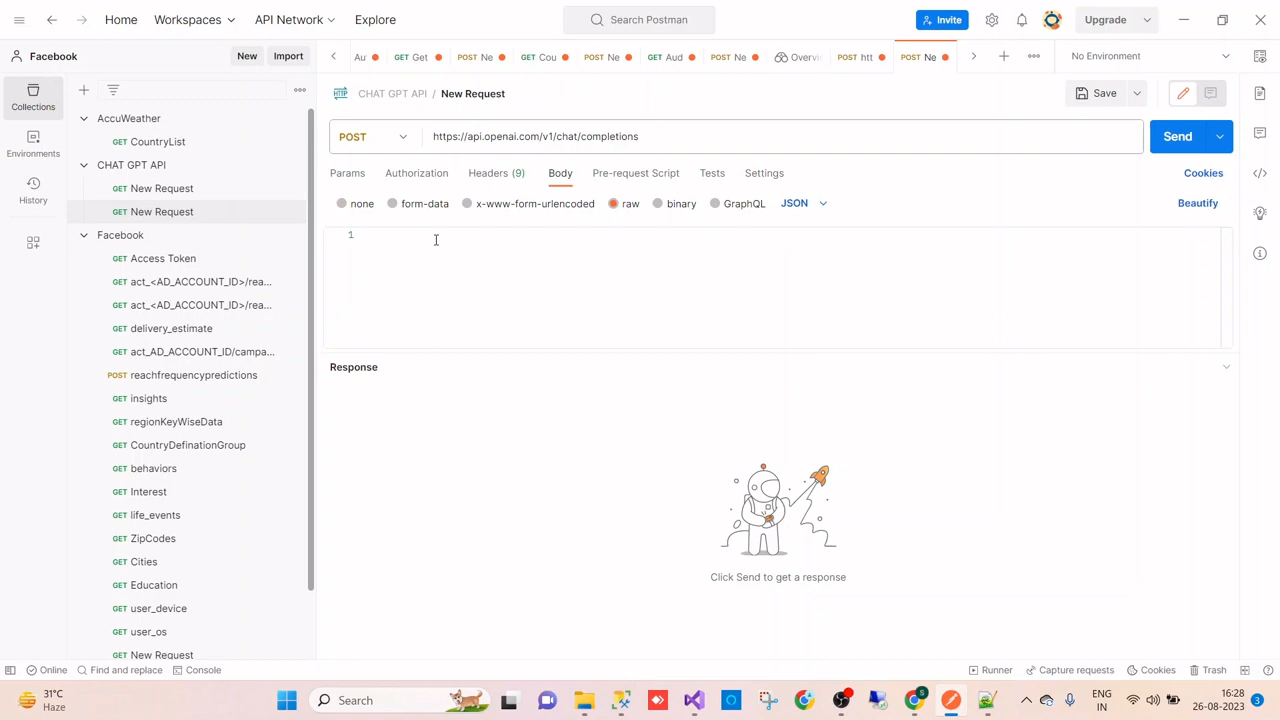 Home Workspaces API Network Explore Search Postman Invite Upgrade
Facebook New Import Au GET Get POST Ne GET Cou POST Ne GET Aud POST Ne Overvi POST htt POST Ne No Environment
Collections
Environments
History
AccuWeather
GET CountryList
CHAT GPT API
GET New Request
GET New Request
Facebook
GET Access Token
GET act_<AD_ACCOUNT_ID>/rea...
GET act_<AD_ACCOUNT_ID>/rea...
GET delivery_estimate
GET act_AD_ACCOUNT_ID/campa...
POST reachfrequencypredictions
GET insights
GET regionKeyWiseData
GET CountryDefinationGroup
GET behaviors
GET Interest
GET life_events
GET ZipCodes
GET Cities
GET Education
GET user_device
GET user_os
GET New Request
HTTP CHAT GPT API / New Request Save
POST https://api.openai.com/v1/chat/completions Send
Params Authorization Headers (9) Body Pre-request Script Tests Settings Cookies
none form-data x-www-form-urlencoded raw binary GraphQL JSON Beautify
1
Response
Click Send to get a response
Online Find and replace Console Runner Capture requests Cookies Trash
31°C
Haze
Search
ENG
IN
16:28
26-08-2023
3